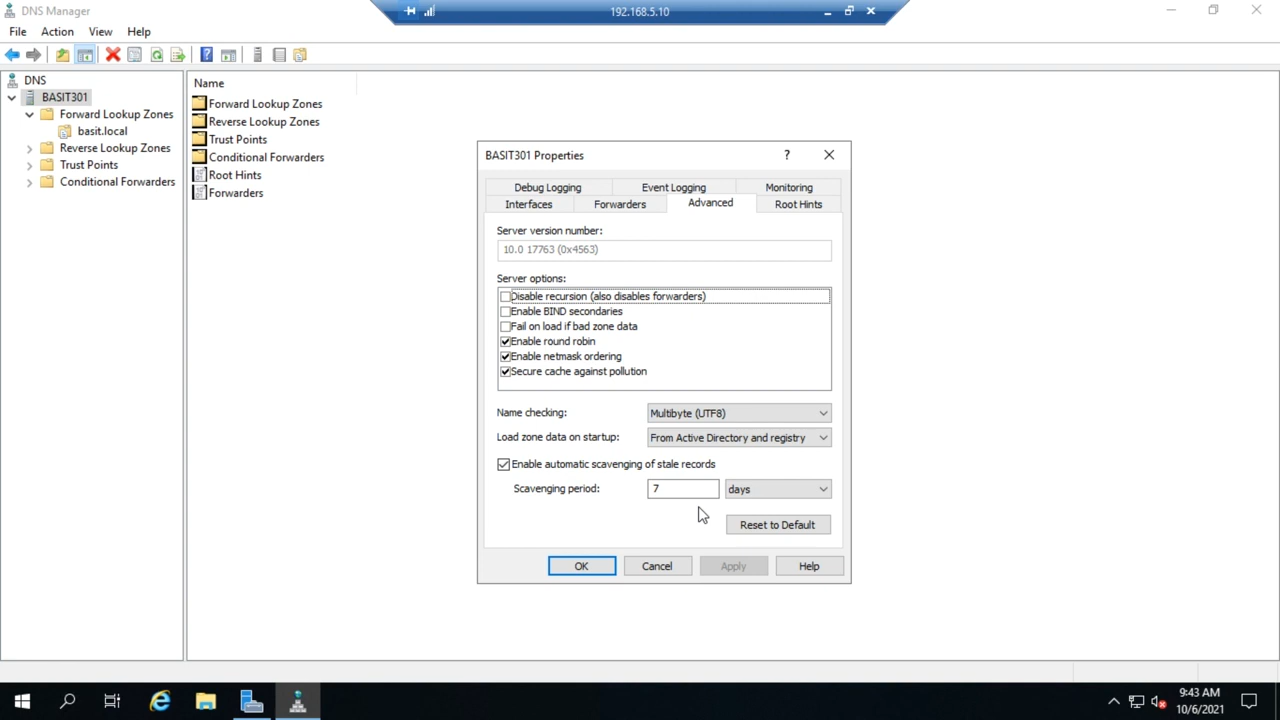 DNS Manager
192.168.5.10
File Action View Help
DNS
BASIT301
Forward Lookup Zones
basit.local
Reverse Lookup Zones
Trust Points
Conditional Forwarders
Name
Forward Lookup Zones
Reverse Lookup Zones
Trust Points
Conditional Forwarders
Root Hints
Forwarders
BASIT301 Properties
Debug Logging Event Logging Monitoring
Interfaces Forwarders Advanced Root Hints
Server version number:
10.0 17763 (0x4563)
Server options:
Disable recursion (also disables forwarders)
Enable BIND secondaries
Fail on load if bad zone data
Enable round robin
Enable netmask ordering
Secure cache against pollution
Name checking: Multibyte (UTF8)
Load zone data on startup: From Active Directory and registry
Enable automatic scavenging of stale records
Scavenging period: 7 days
Reset to Default
OK Cancel Apply Help
9:43 AM
10/6/2021